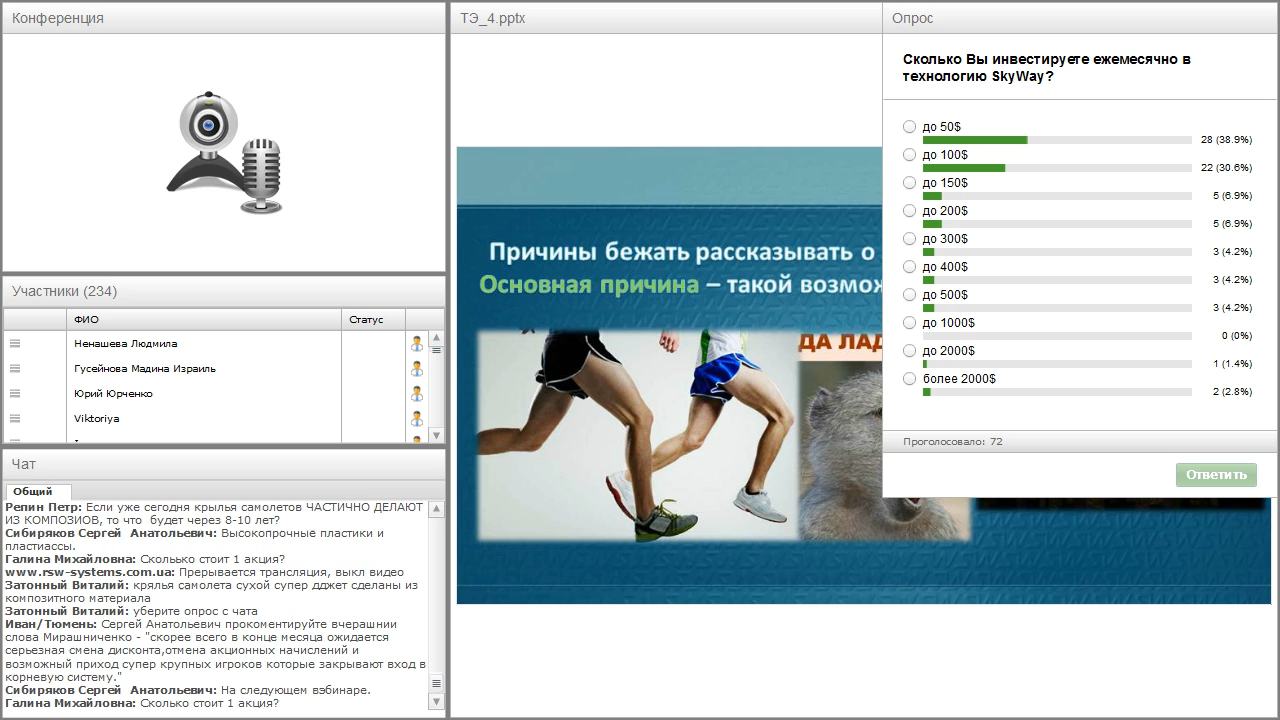 Конференция
Участники (234)
ФИО
Статус
Ненашева Людмила
Гусейнова Мадина Израиль
Юрий Юрченко
Viktoriya
Чат
Общий
Репин Петр: Если уже сегодня крылья самолетов ЧАСТИЧНО ДЕЛАЮТ
ИЗ КОМПОЗИОВ, то что будет через 8-10 лет?
Сибиряков Сергей Анатольевич: Высокопрочные пластики и
пластиассы.
Галина Михайловна: Сколько стоит 1 акция?
www.rsw-systems.com.ua: Прерывается трансляция, выкл видео
Затонный Виталий: крялья самолета сухой супер дджет сделаны из
композитного материала
Затонный Виталий: уберите опрос с чата
Иван/Тюмень: Сергей Анатольевич прокоментируйте вчерашнии
слова Мирашниченко - "скорее всего в конце месяца ожидается
серьезная смена дисконта,отмена акционных начислений и
возможный приход супер крупных игроков которые закрывают вход в
корневую систему."
Сибиряков Сергей Анатольевич: На следующем вэбинаре.
Галина Михайловна: Сколько стоит 1 акция?
ТЭ_4.pptx
Причины бежать рассказывать о
Основная причина – такой возмож
ДА ЛАД
Опрос
Сколько Вы инвестируете ежемесячно в
технологию SkyWay?
до 50$
28 (38.9%)
до 100$
22 (30.6%)
до 150$
5 (6.9%)
до 200$
5 (6.9%)
до 300$
3 (4.2%)
до 400$
3 (4.2%)
до 500$
3 (4.2%)
до 1000$
0 (0%)
до 2000$
1 (1.4%)
более 2000$
2 (2.8%)
Проголосовало: 72
Ответить